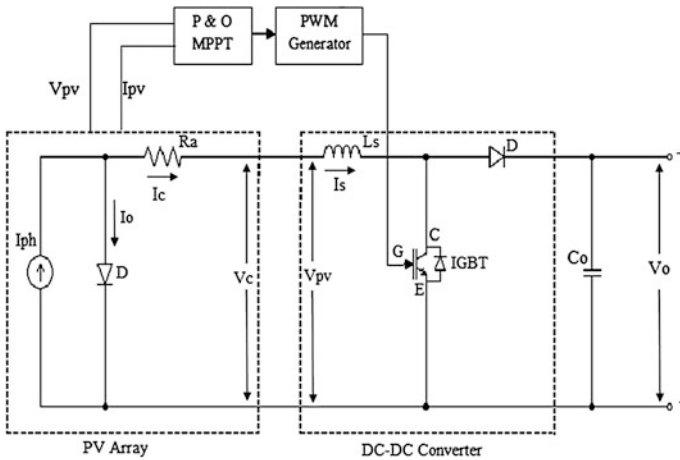 P & O
MPPT
PWM
Generator
Vpv
Ipv
Ra
Ls
D
Ic
Is
Io
Iph
D
Vc
Vpv
G
C
E
IGBT
Co
Vo
PV Array
DC-DC Converter